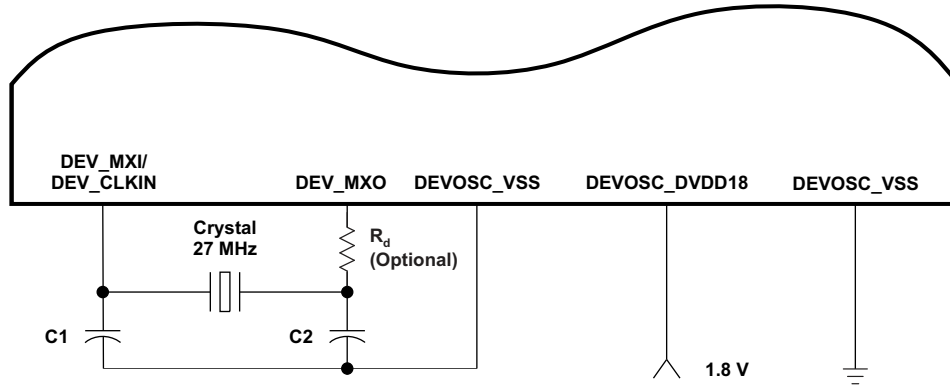 DEV_MXI/
DEV_CLKIN
DEV_MXO
DEVOSC_VSS
DEVOSC_DVDD18
DEVOSC_VSS
Crystal
27 MHz
Rd
(Optional)
C1
C2
1.8 V